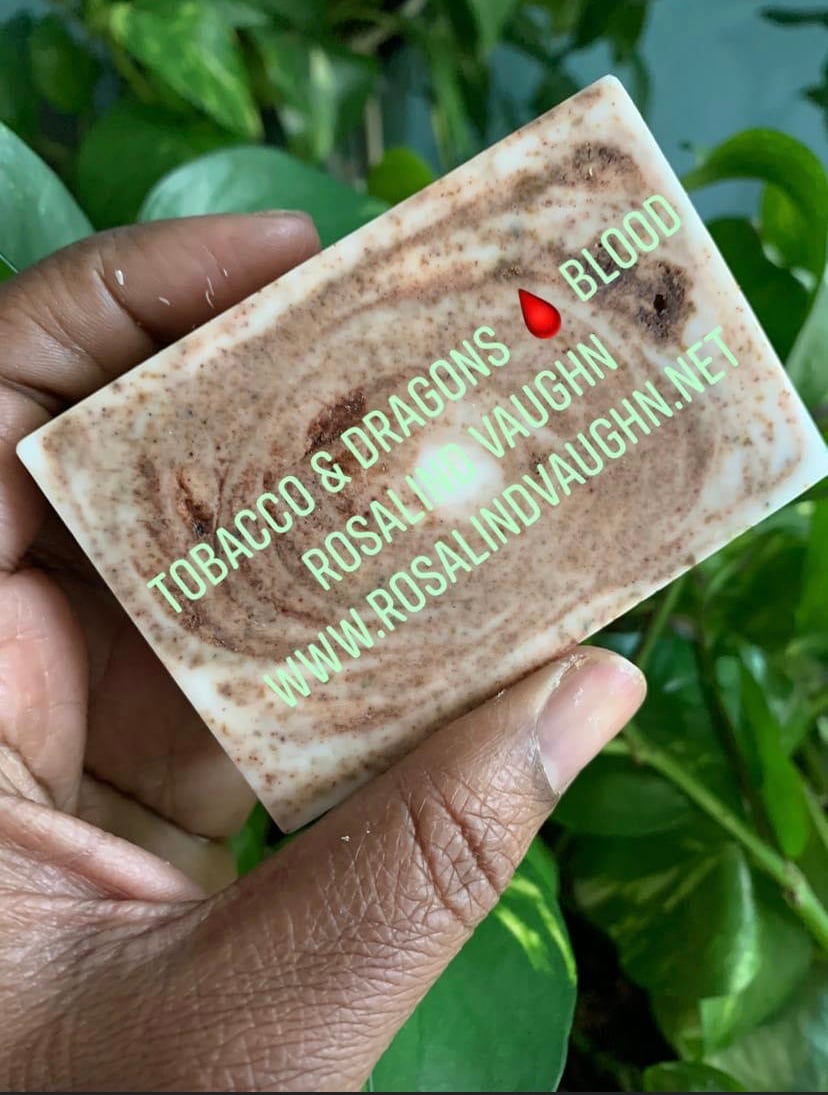 TOBACCO & DRAGONS 🩸 BLOOD
ROSALIND VAUGHN
WWW.ROSALINDVAUGHN.NET